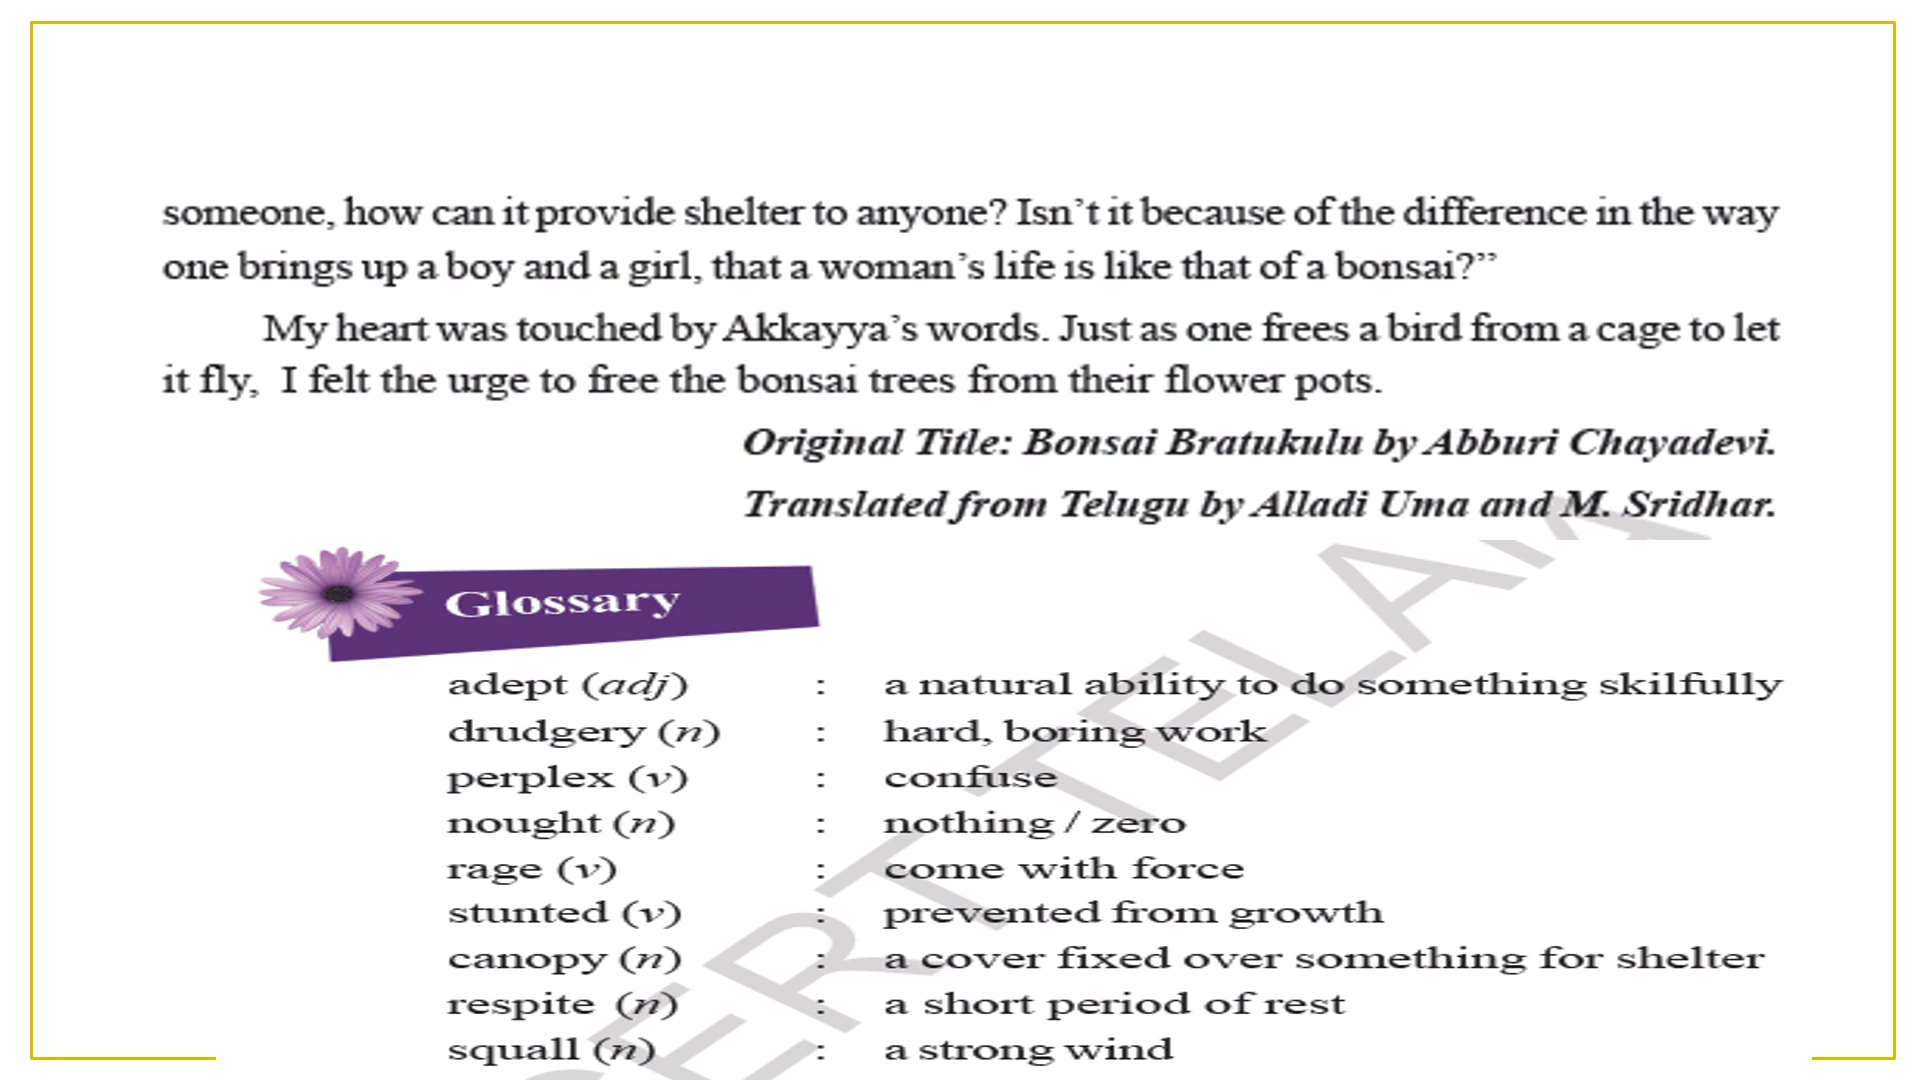 someone, how can it provide shelter to anyone? Isn’t it because of the difference in the way
one brings up a boy and a girl, that a woman’s life is like that of a bonsai?”
My heart was touched by Akkayya’s words. Just as one frees a bird from a cage to let
it fly, I felt the urge to free the bonsai trees from their flower pots.
Original Title: Bonsai Bratukulu by Abburi Chayadevi.
Translated from Telugu by Alladi Uma and M. Sridhar.
Glossary
adept (adj) : a natural ability to do something skilfully
drudgery (n) : hard, boring work
perplex (v) : confuse
nought (n) : nothing / zero
rage (v) : come with force
stunted (v) : prevented from growth
canopy (n) : a cover fixed over something for shelter
respite (n) : a short period of rest
squall (n) : a strong wind